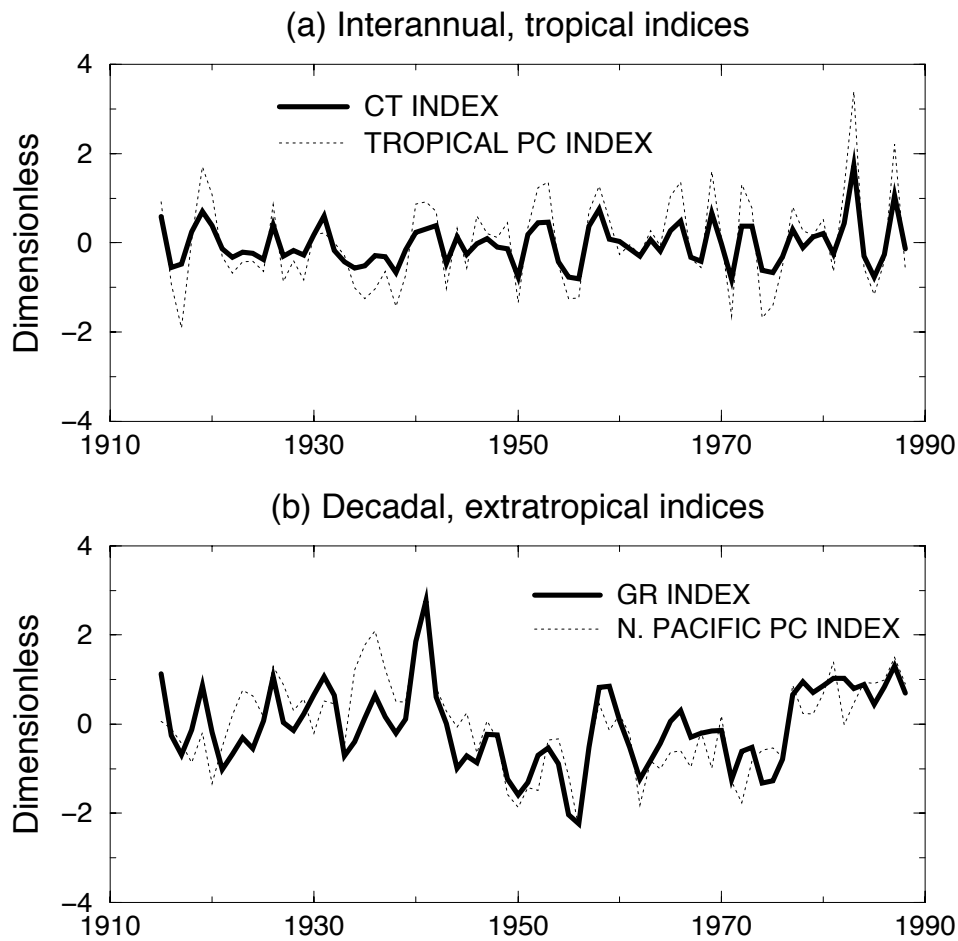 (a) Interannual, tropical indices
4
2
0
−2
−4
Dimensionless
CT INDEX
TROPICAL PC INDEX
1910 1930 1950 1970 1990
(b) Decadal, extratropical indices
4
2
0
−2
−4
Dimensionless
GR INDEX
N. PACIFIC PC INDEX
1910 1930 1950 1970 1990